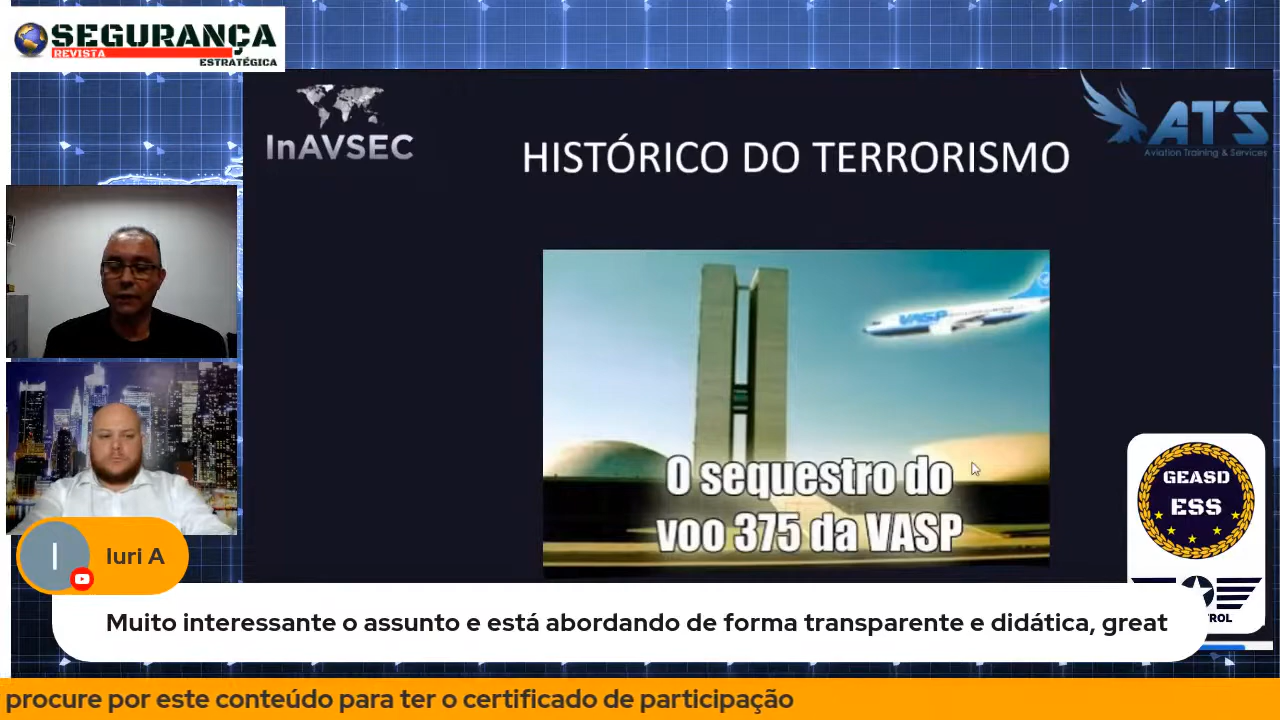 SEGURANÇA
REVISTA
ESTRATÉGICA
InAVSEC
HISTÓRICO DO TERRORISMO
ATS
Aviation Training & Services
VASP
O sequestro do
voo 375 da VASP
GEASD
ESS
I
Iuri A
Muito interessante o assunto e está abordando de forma transparente e didática, great
procure por este conteúdo para ter o certificado de participação